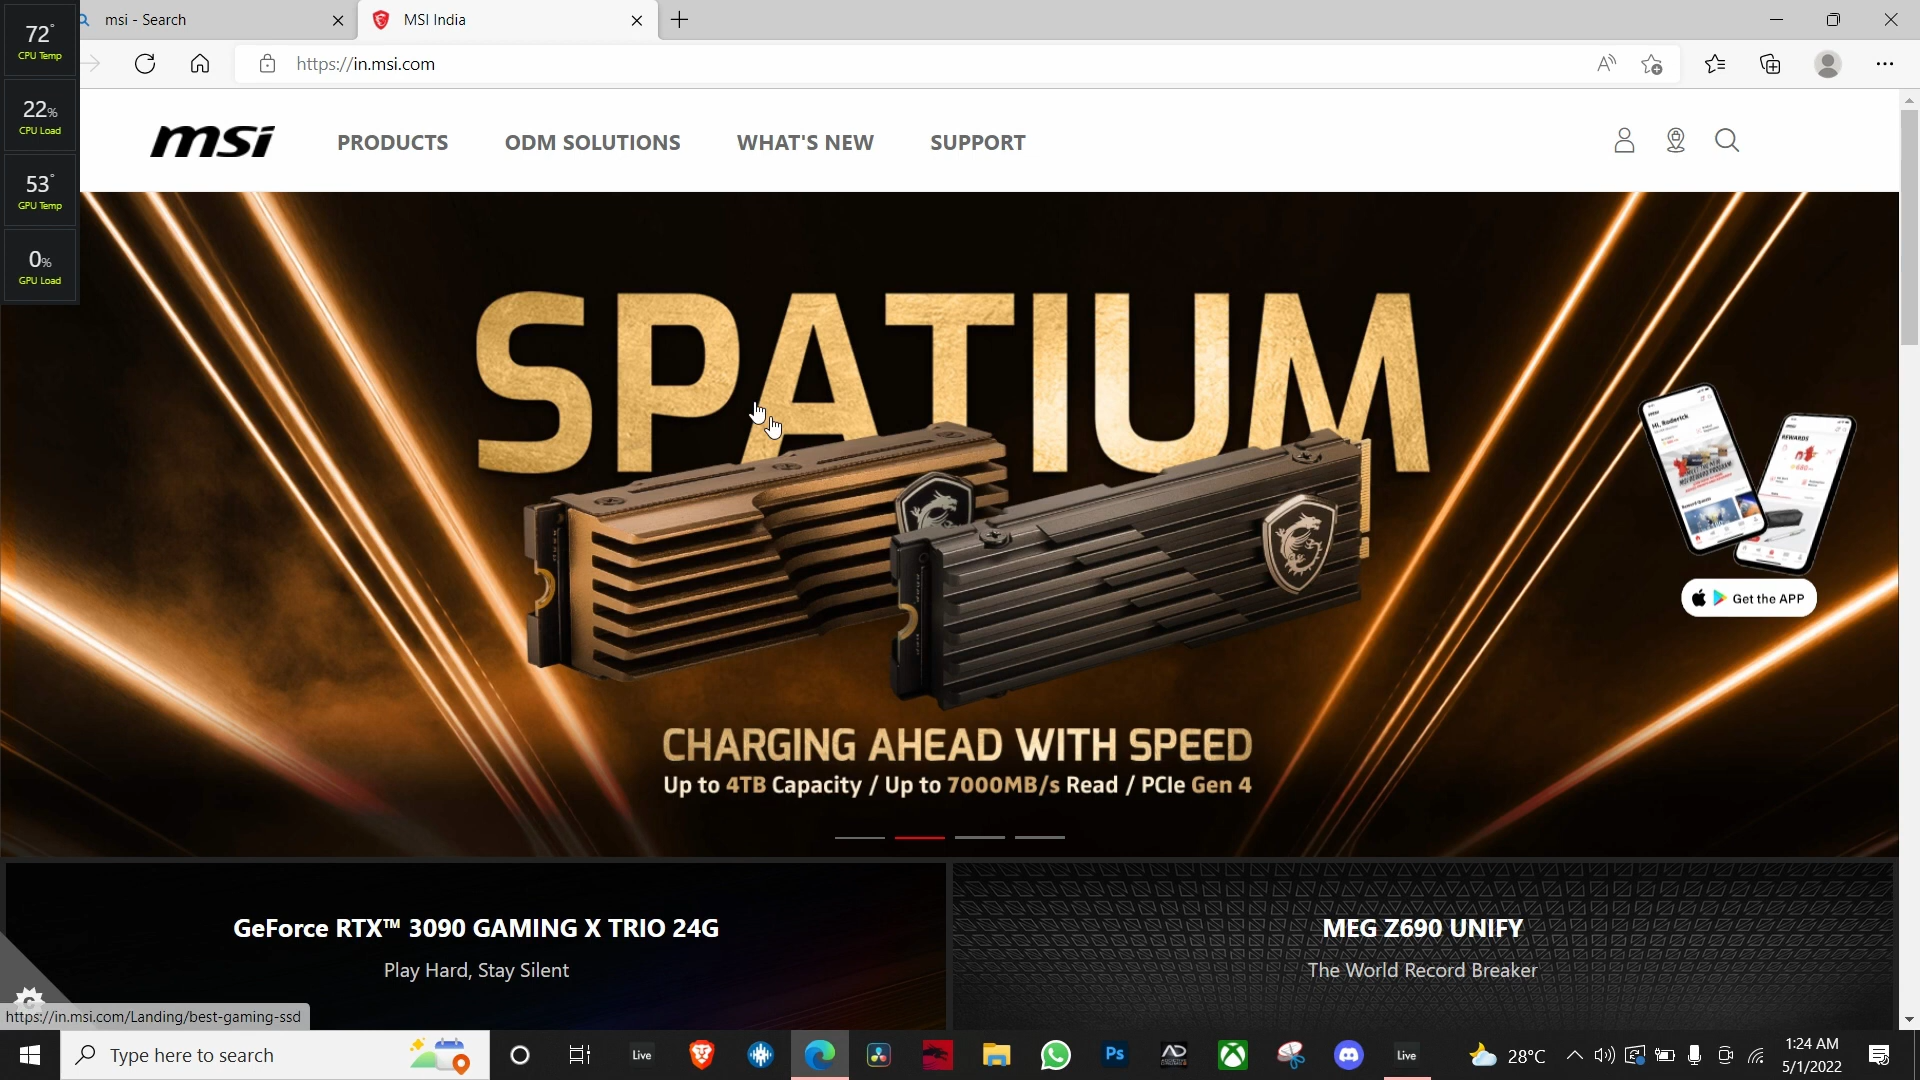 72°
CPU Temp
22%
CPU Load
53°
GPU Temp
0%
GPU Load
msi - Search
MSI India
https://in.msi.com
msi
PRODUCTS
ODM SOLUTIONS
WHAT'S NEW
SUPPORT
SPATIUM
Hi, Roderick
REWARDS
Get the APP
CHARGING AHEAD WITH SPEED
Up to 4TB Capacity / Up to 7000MB/s Read / PCIe Gen 4
GeForce RTX™ 3090 GAMING X TRIO 24G
Play Hard, Stay Silent
MEG Z690 UNIFY
The World Record Breaker
https://in.msi.com/Landing/best-gaming-ssd
Type here to search
Live
Ps
Live
28°C
1:24 AM
5/1/2022